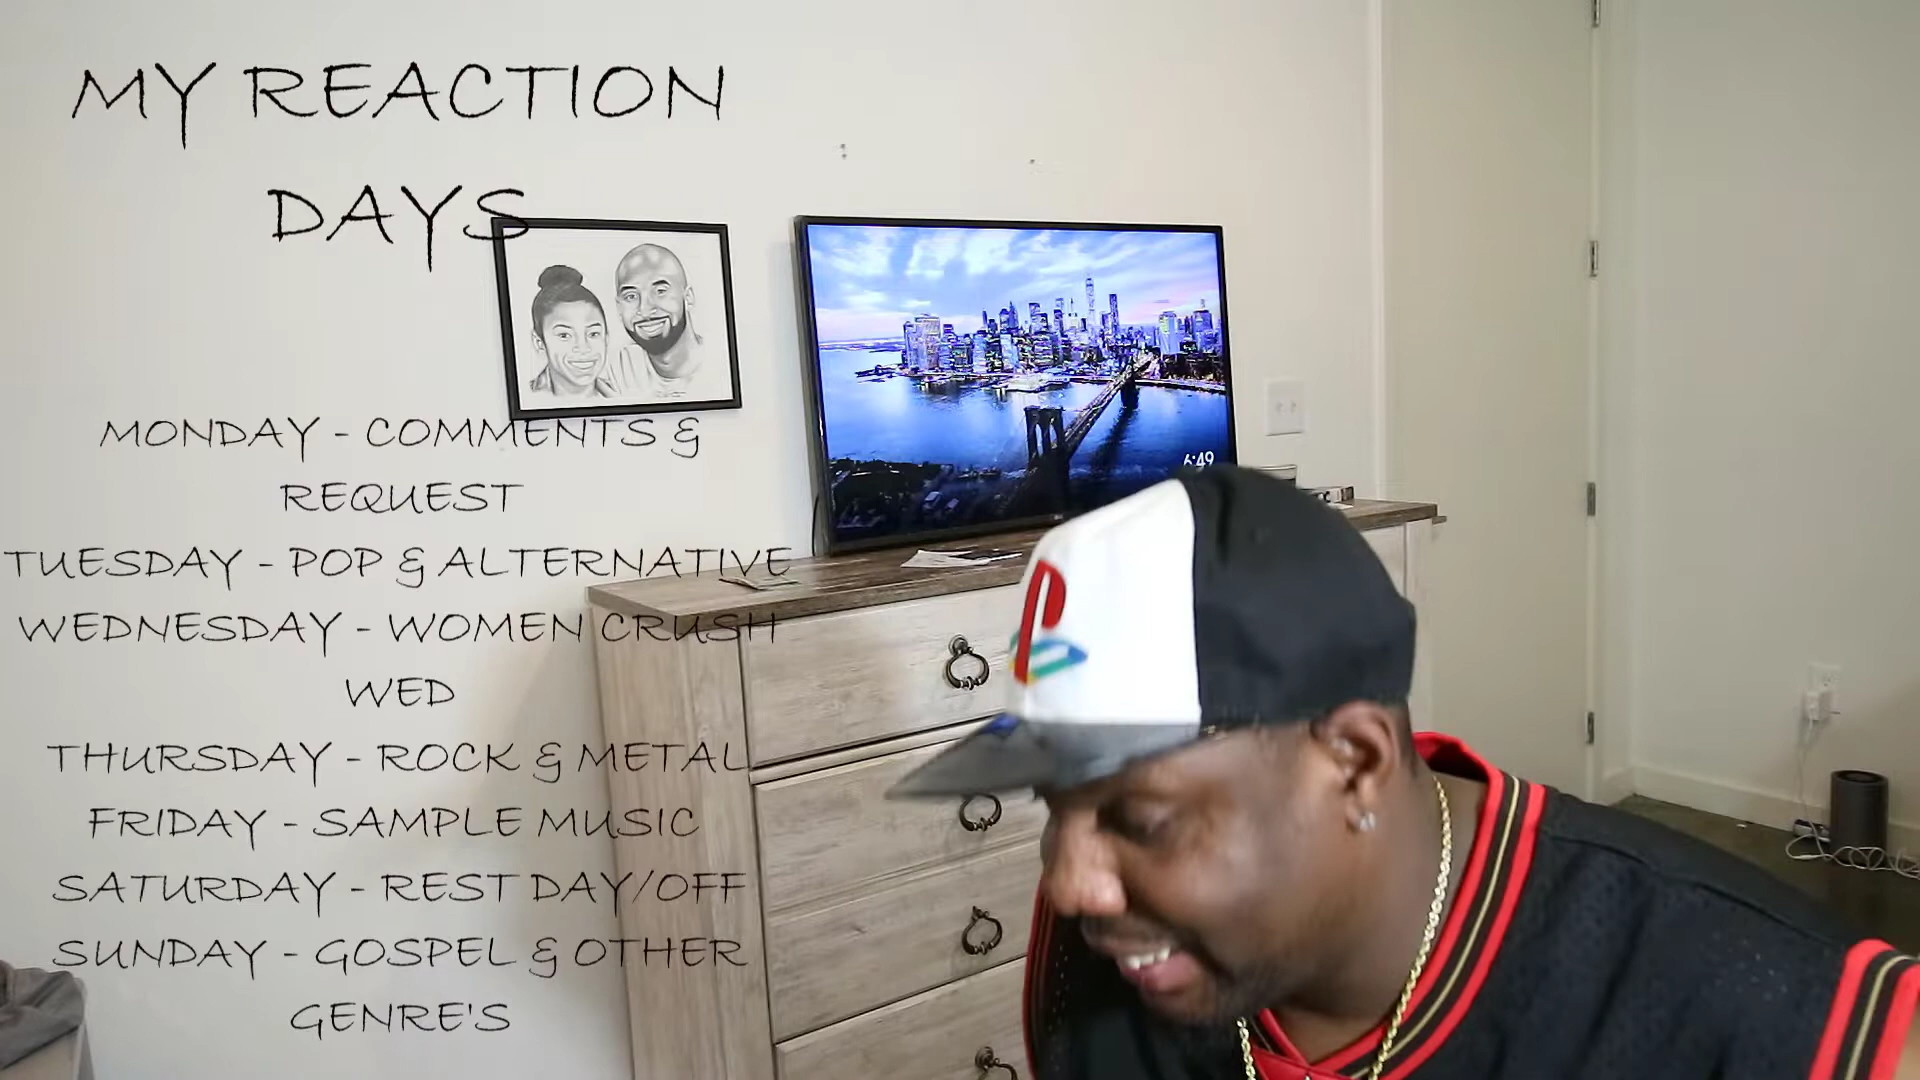 MY REACTION
DAYS
MONDAY - COMMENTS &
REQUEST
TUESDAY - POP & ALTERNATIVE
WEDNESDAY - WOMEN CRUSH
WED
THURSDAY - ROCK & METAL
FRIDAY - SAMPLE MUSIC
SATURDAY - REST DAY/OFF
SUNDAY - GOSPEL & OTHER
GENRE'S
6:49